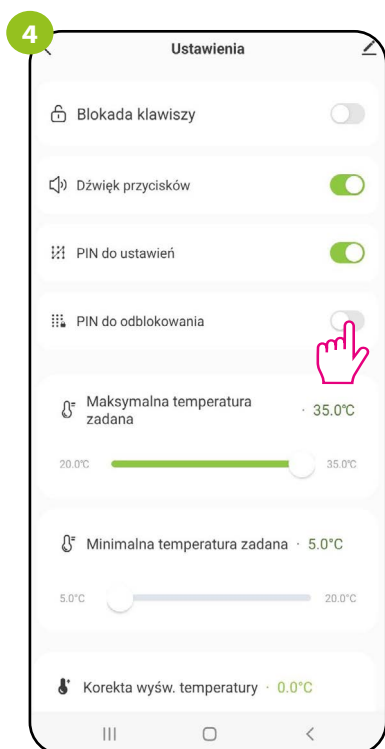 4
Ustawienia
Blokada klawiszy
Dźwięk przycisków
PIN do ustawień
PIN do odblokowania
Maksymalna temperatura
zadana
· 35.0°C
20.0°C 35.0°C
Minimalna temperatura zadana · 5.0°C
5.0°C 20.0°C
Korekta wyśw. temperatury · 0.0°C